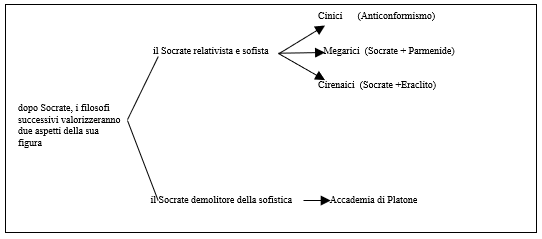 Cinici (Anticonformismo)
il Socrate relativista e sofista
Megarici (Socrate + Parmenide)
Cirenaici (Socrate +Eraclito)
dopo Socrate, i filosofi
successivi valorizzeranno
due aspetti della sua
figura
il Socrate demolitore della sofistica
Accademia di Platone